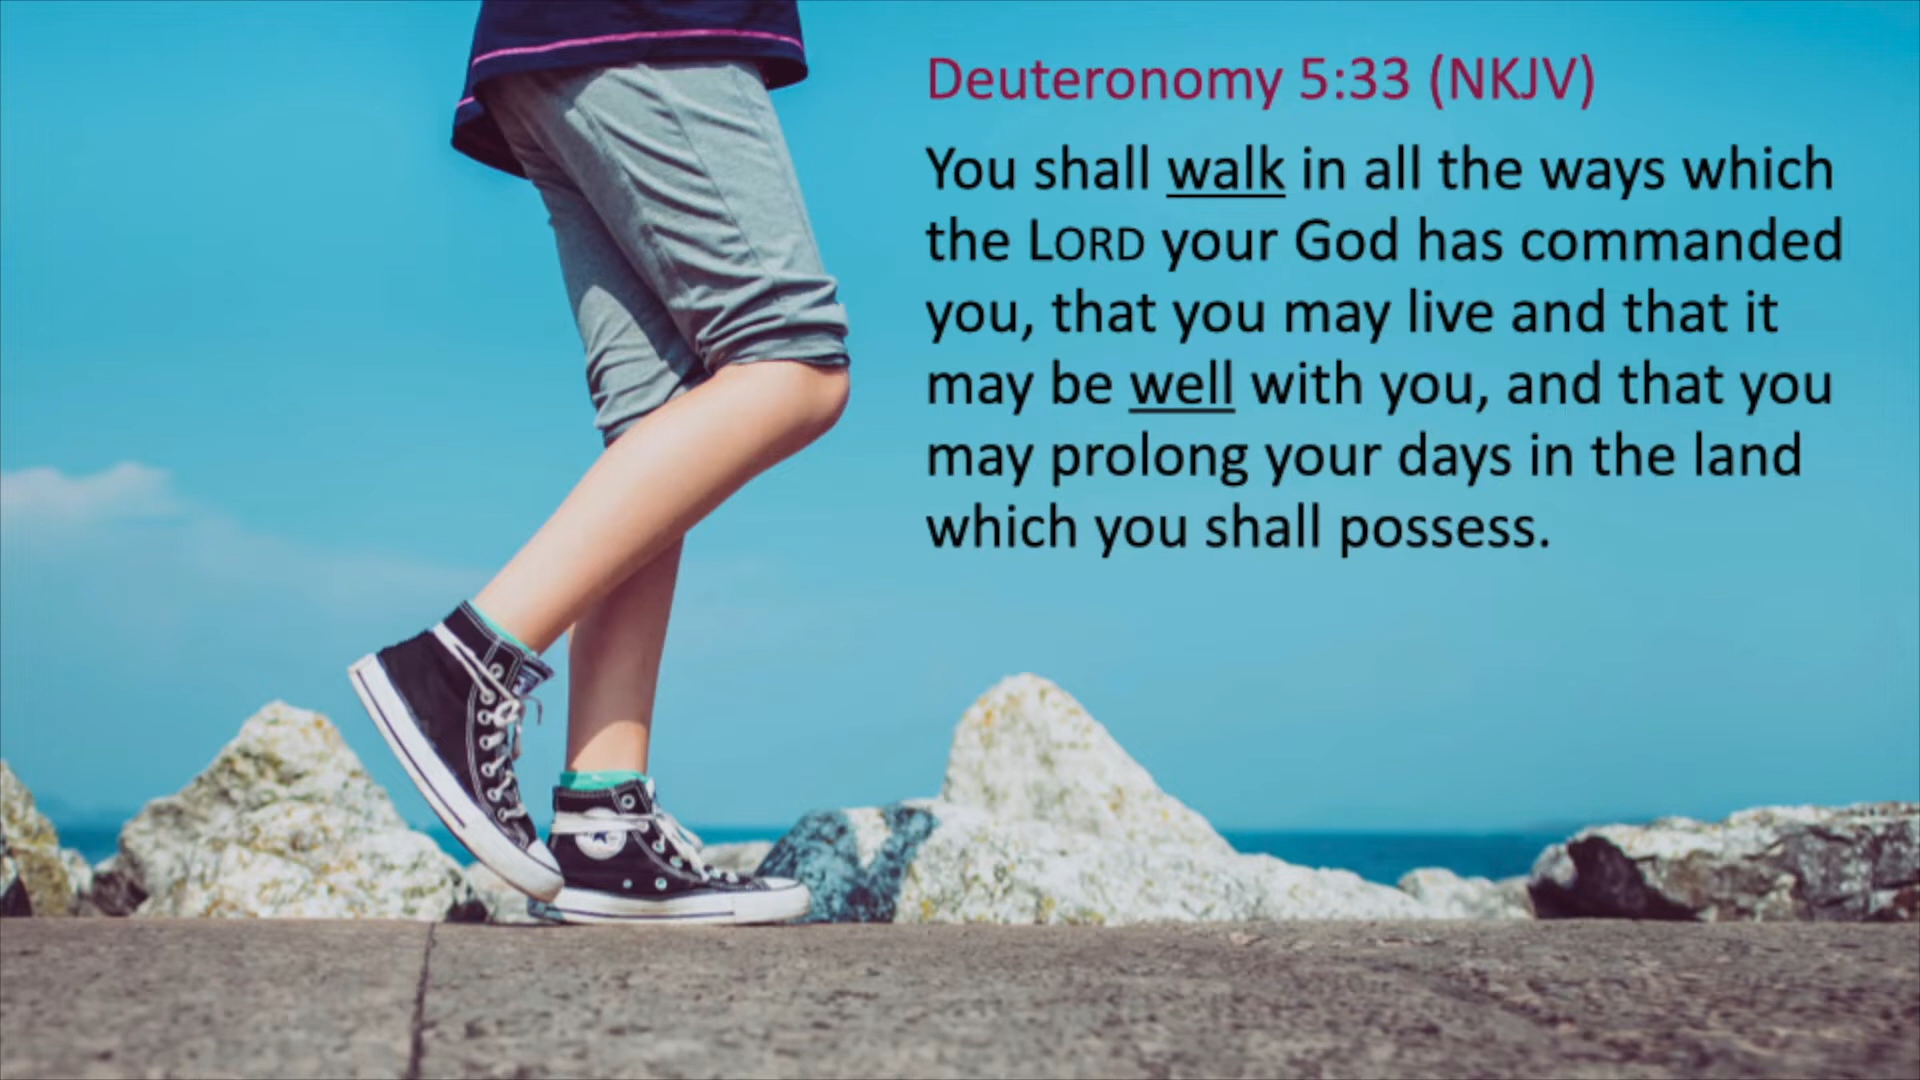 Deuteronomy 5:33 (NKJV)
You shall walk in all the ways which
the LORD your God has commanded
you, that you may live and that it
may be well with you, and that you
may prolong your days in the land
which you shall possess.